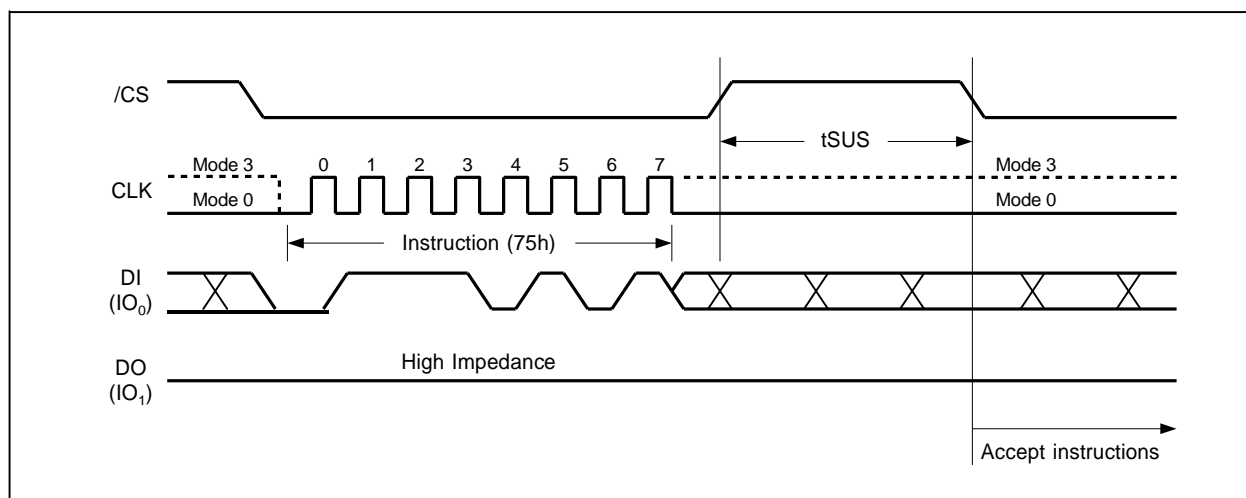 /CS
tSUS
Mode 3 0 1 2 3 4 5 6 7 Mode 3
CLK
Mode 0 Mode 0
Instruction (75h)
DI
(IO0)
High Impedance
DO
(IO1)
Accept instructions